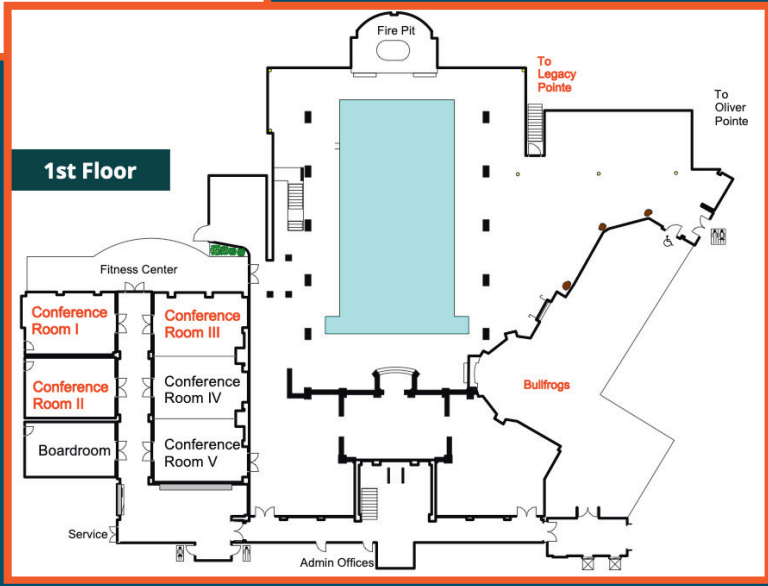 Fire Pit
To
Legacy
Pointe
To
Oliver
Pointe
1st Floor
Fitness Center
Conference
Room I
Conference
Room III
Conference
Room II
Conference
Room IV
Bullfrogs
Boardroom
Conference
Room V
Service
Admin Offices